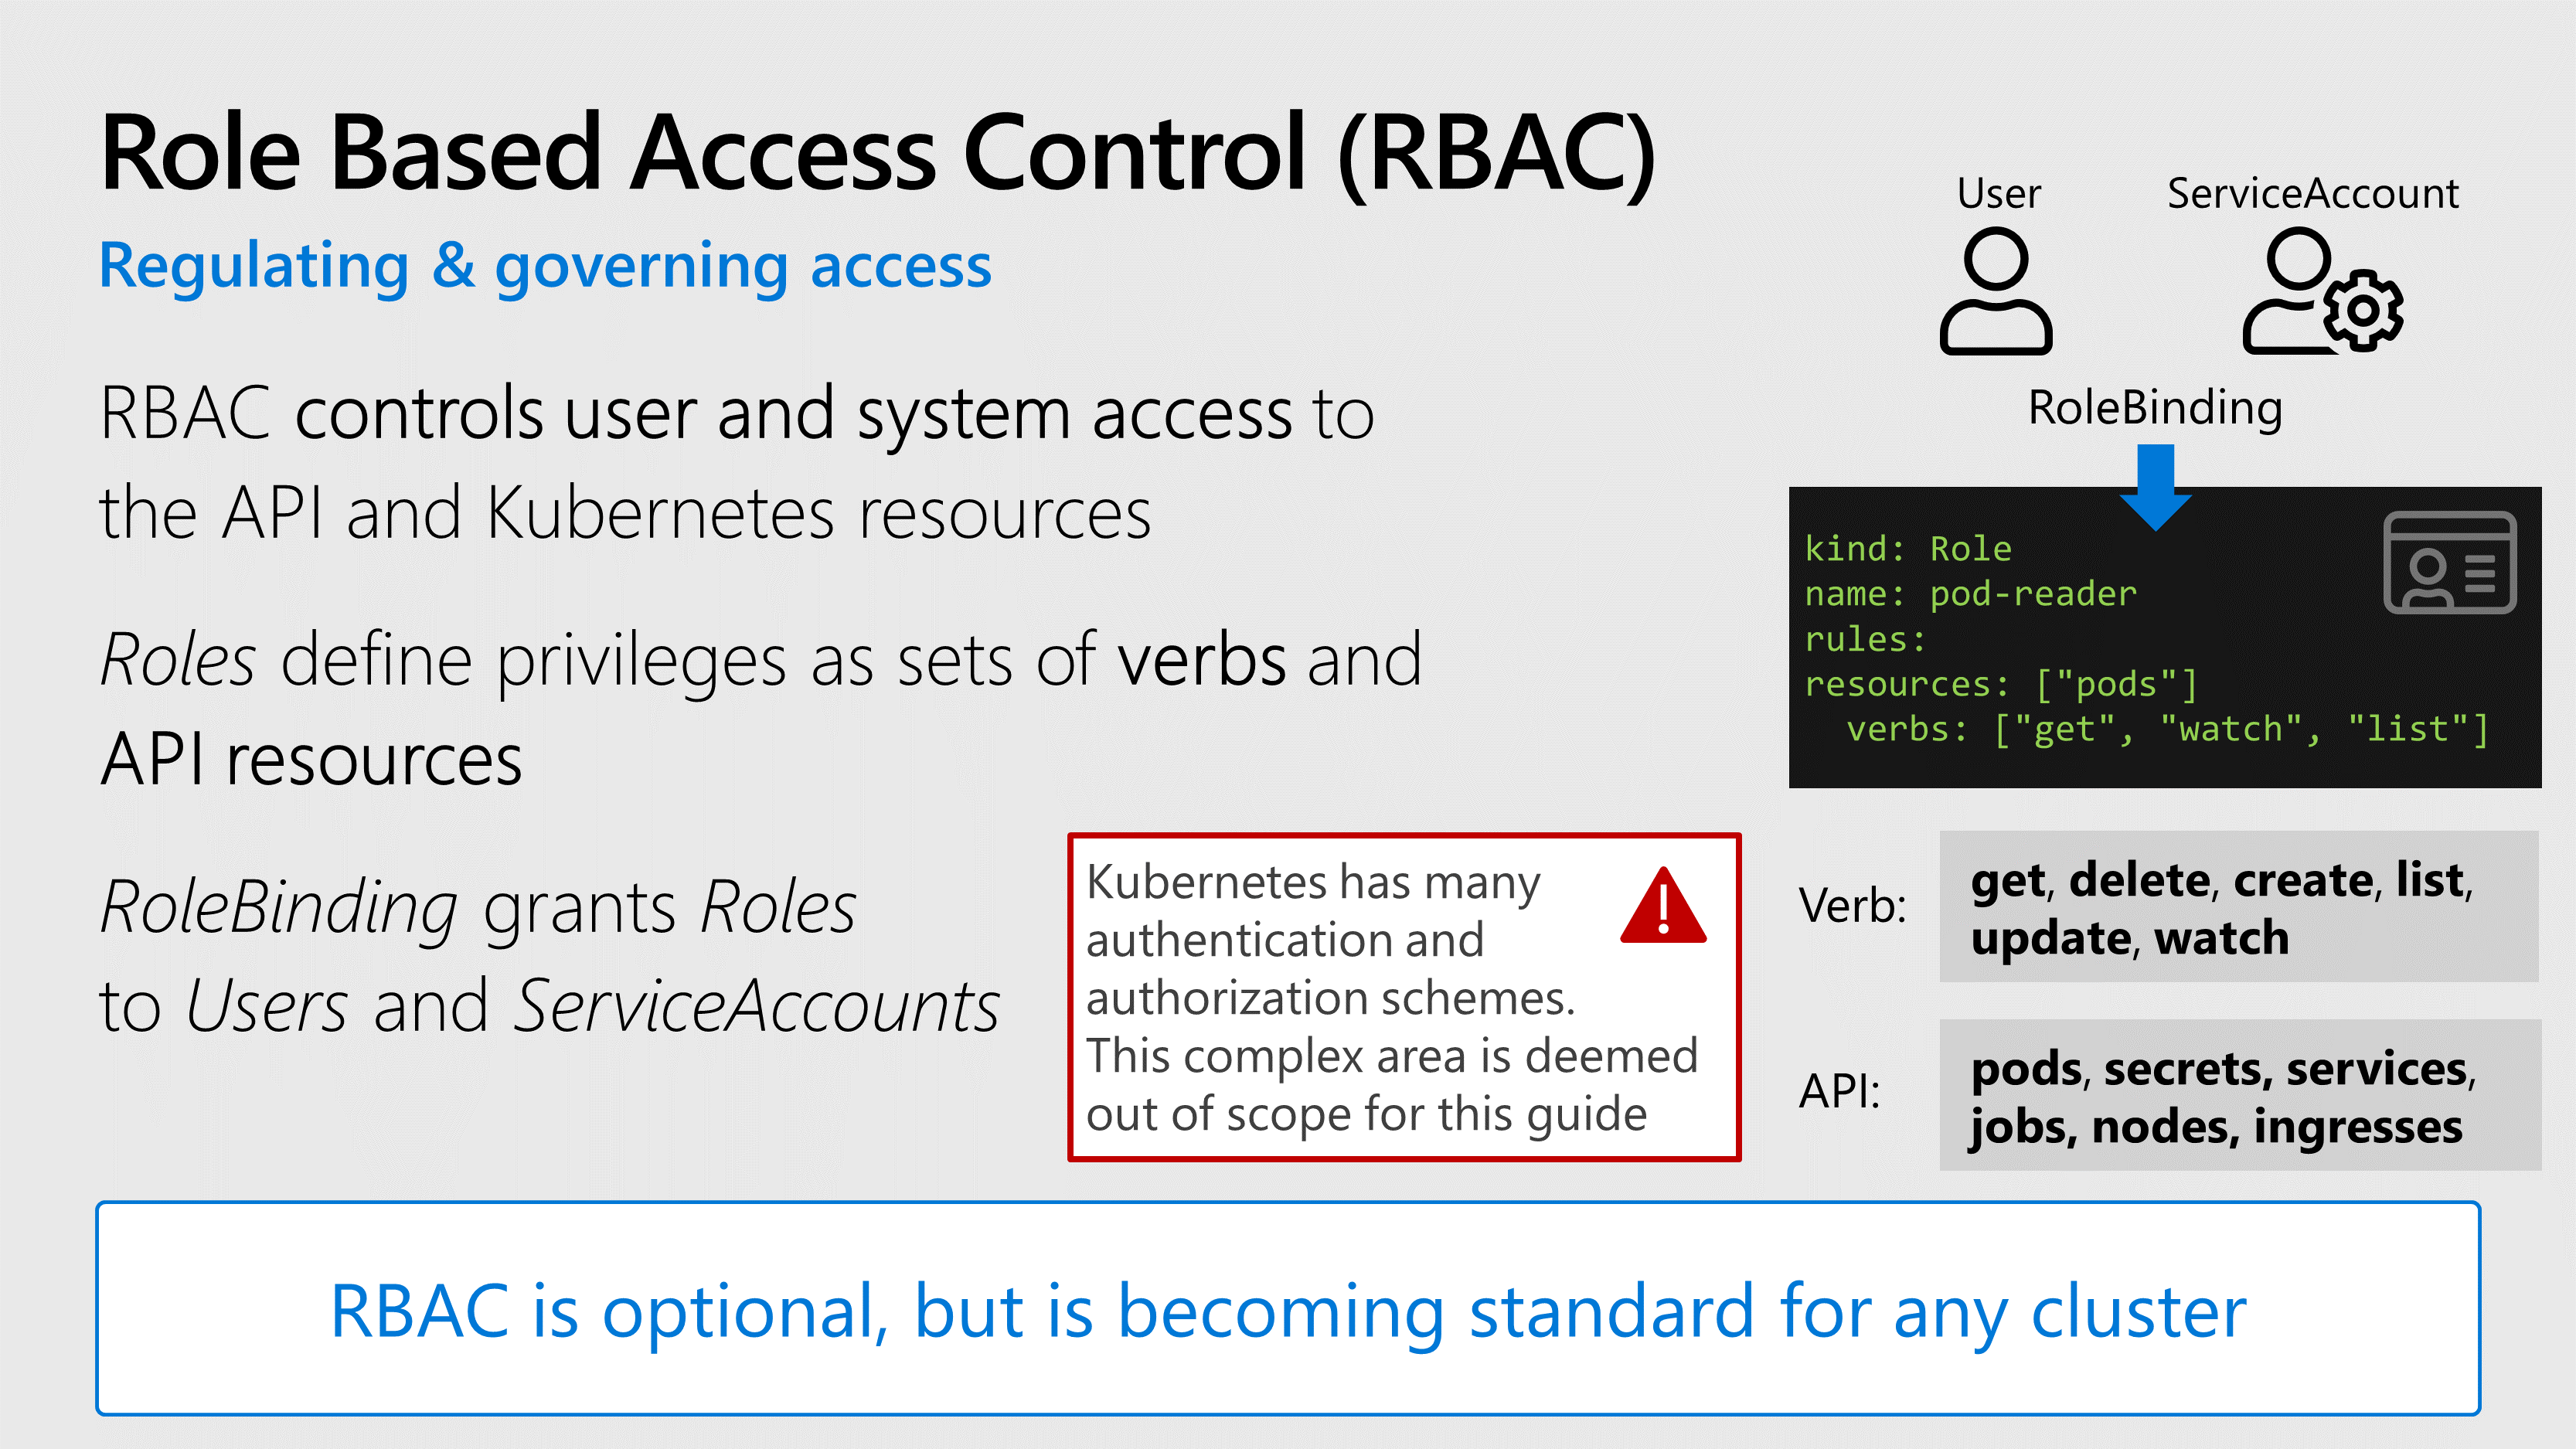 Role Based Access Control (RBAC)
Regulating & governing access
RBAC controls user and system access to
the API and Kubernetes resources
Roles define privileges as sets of verbs and
API resources
RoleBinding grants Roles
to Users and ServiceAccounts
Kubernetes has many
authentication and
authorization schemes.
This complex area is deemed
out of scope for this guide
User
ServiceAccount
RoleBinding
kind: Role
name: pod-reader
rules:
resources: ["pods"]
  verbs: ["get", "watch", "list"]
Verb:
get, delete, create, list,
update, watch
API:
pods, secrets, services,
jobs, nodes, ingresses
RBAC is optional, but is becoming standard for any cluster